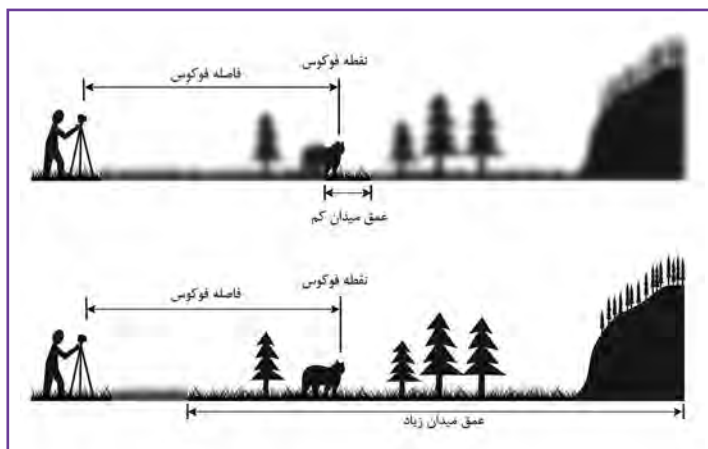 نقطه فوکوس
فاصله فوکوس
عمق میدان کم
نقطه فوکوس
فاصله فوکوس
عمق میدان زیاد